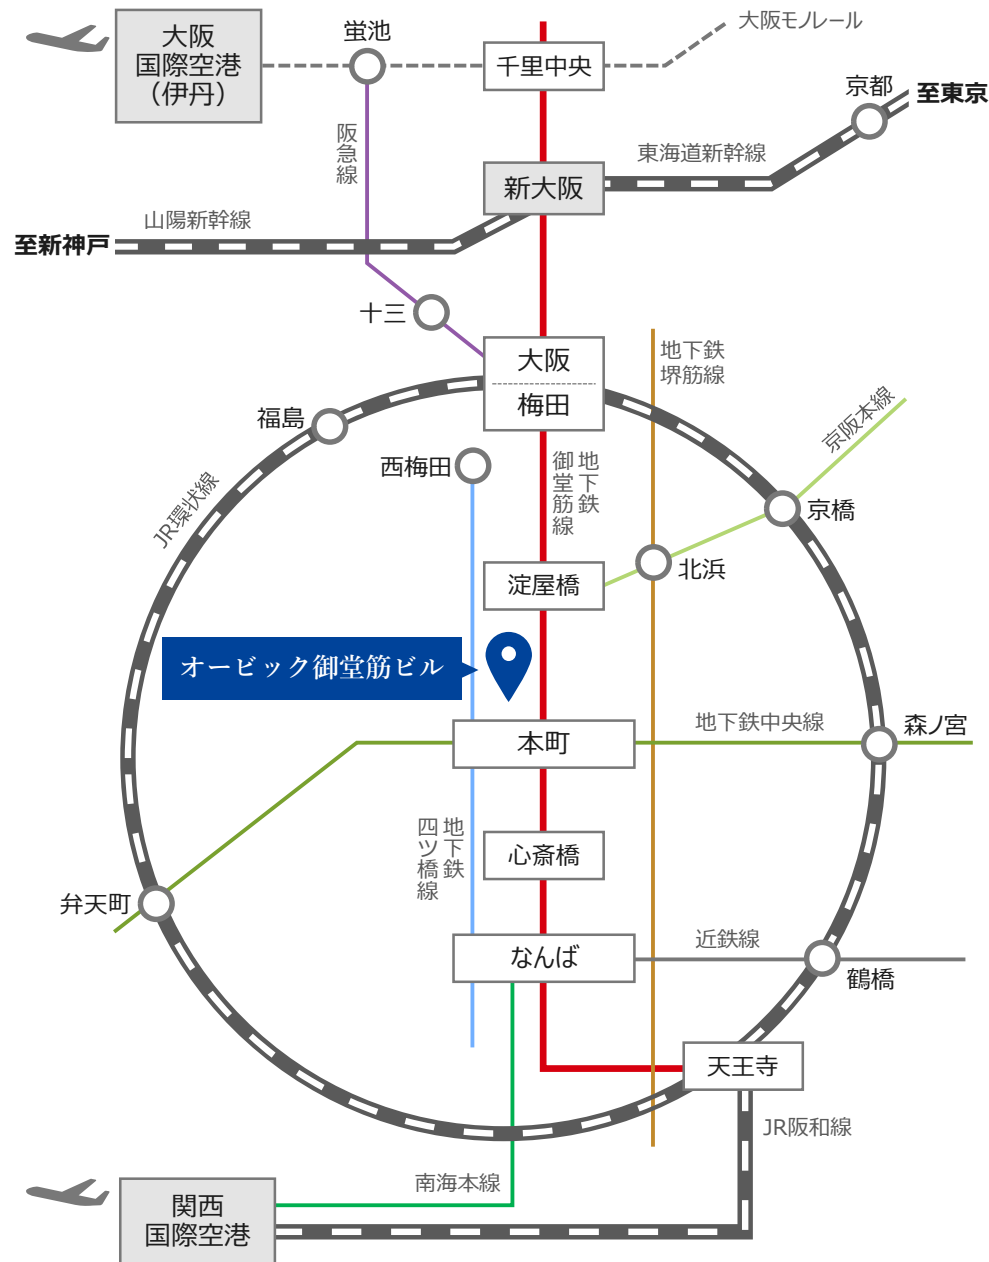 大阪モノレール
大阪
国際空港
（伊丹）
蛍池
千里中央
京都
至東京
阪急線
東海道新幹線
新大阪
山陽新幹線
至新神戸
十三
大阪
梅田
地下鉄
堺筋線
福島
京阪本線
西梅田
地下鉄
御堂筋線
JR環状線
京橋
北浜
淀屋橋
オービック御堂筋ビル
本町
地下鉄中央線
森ノ宮
地下鉄
四ツ橋線
心斎橋
弁天町
なんば
近鉄線
鶴橋
天王寺
JR阪和線
南海本線
関西
国際空港